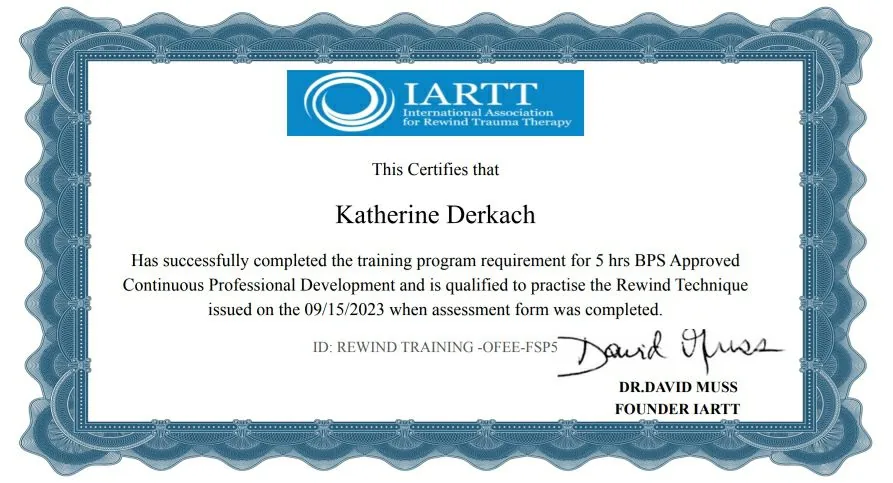 IARTT
International Association
for Rewind Trauma Therapy
This Certifies that
Katherine Derkach
Has successfully completed the training program requirement for 5 hrs BPS Approved
Continuous Professional Development and is qualified to practise the Rewind Technique
issued on the 09/15/2023 when assessment form was completed.
ID: REWIND TRAINING -OFEE-FSP5
David Muss
DR.DAVID MUSS
FOUNDER IARTT